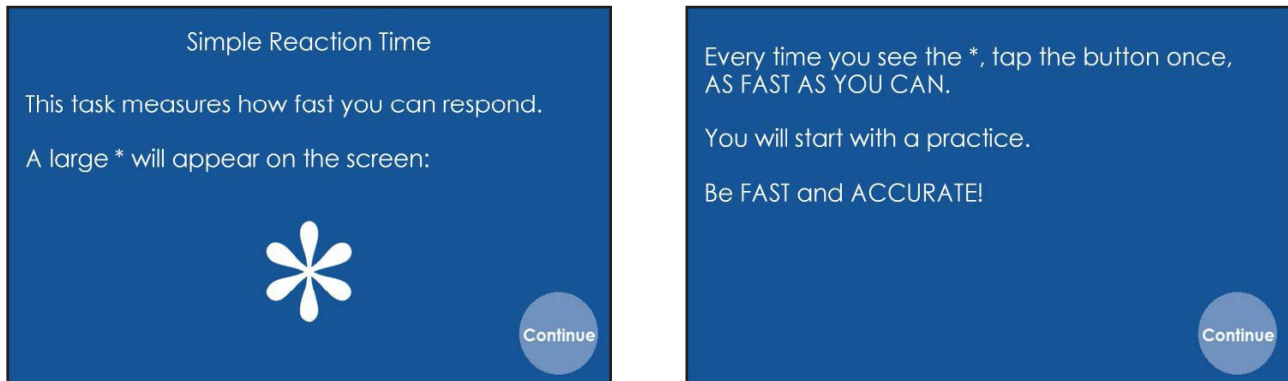 Simple Reaction Time
This task measures how fast you can respond.
A large * will appear on the screen:
*
Continue
Every time you see the *, tap the button once,
AS FAST AS YOU CAN.
You will start with a practice.
Be FAST and ACCURATE!
Continue